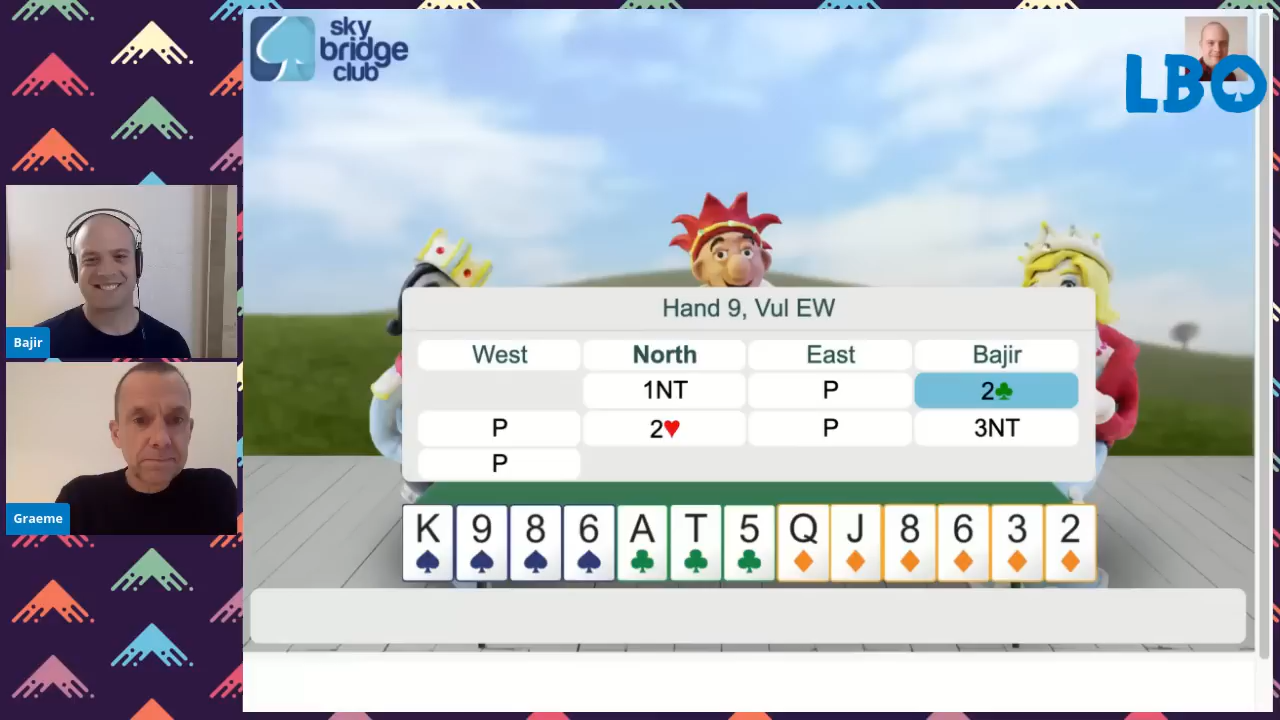 sky
bridge
club
LBO
Bajir
Graeme
Hand 9, Vul EW
West North East Bajir
1NT P 2♣
P 2♥ P 3NT
P
K 9 8 6 A T 5 Q J 8 6 3 2
♠ ♠ ♠ ♠ ♣ ♣ ♣ ♦ ♦ ♦ ♦ ♦ ♦